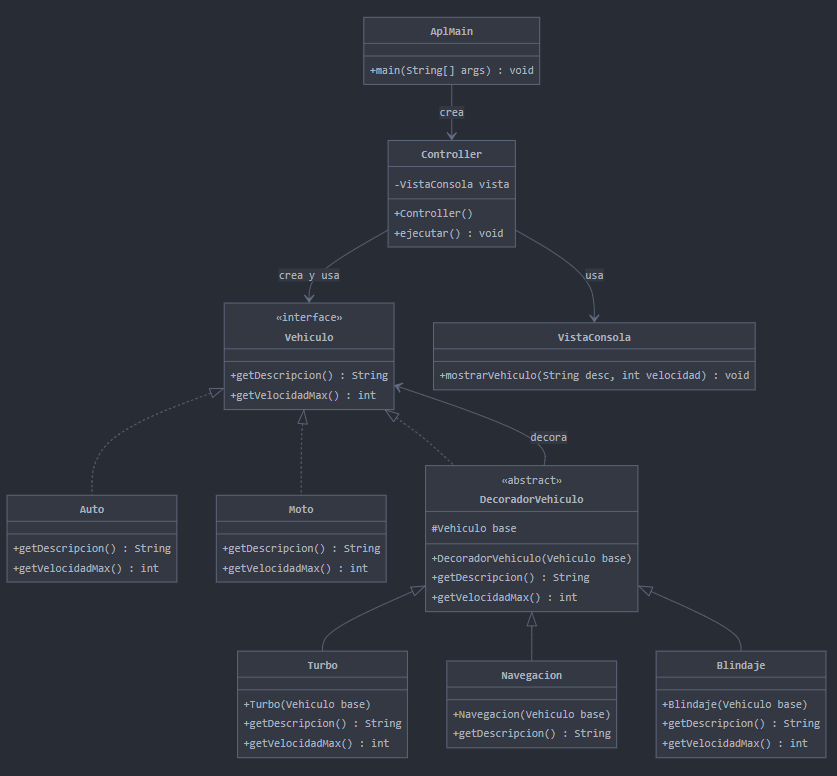 AplMain
+main(String[] args) : void
crea
Controller
-VistaConsola vista
+Controller()
+ejecutar() : void
crea y usa
usa
«interface»
Vehiculo
+getDescripcion() : String
+getVelocidadMax() : int
VistaConsola
+mostrarVehiculo(String desc, int velocidad) : void
decora
Auto
+getDescripcion() : String
+getVelocidadMax() : int
Moto
+getDescripcion() : String
+getVelocidadMax() : int
«abstract»
DecoradorVehiculo
#Vehiculo base
+DecoradorVehiculo(Vehiculo base)
+getDescripcion() : String
+getVelocidadMax() : int
Turbo
+Turbo(Vehiculo base)
+getDescripcion() : String
+getVelocidadMax() : int
Navegacion
+Navegacion(Vehiculo base)
+getDescripcion() : String
Blindaje
+Blindaje(Vehiculo base)
+getDescripcion() : String
+getVelocidadMax() : int